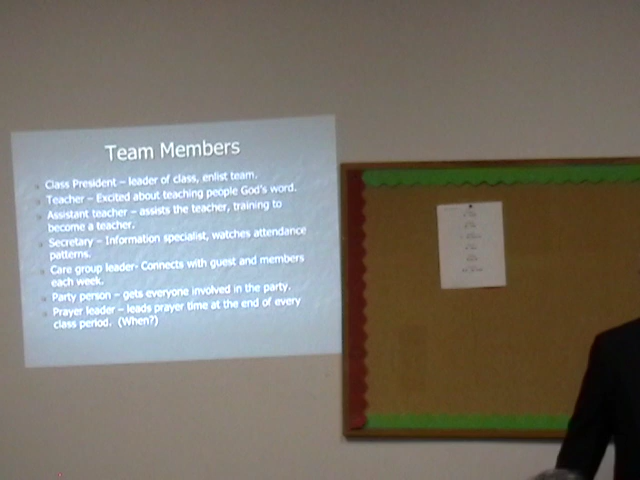 Team Members
Class President – leader of class, enlist team.
Teacher – Excited about teaching people God's word.
Assistant teacher – assists the teacher, training to
become a teacher.
Secretary – Information specialist, watches attendance
patterns.
Care group leader- Connects with guest and members
each week.
Party person – gets everyone involved in the party.
Prayer leader – leads prayer time at the end of every
class period. (When?)